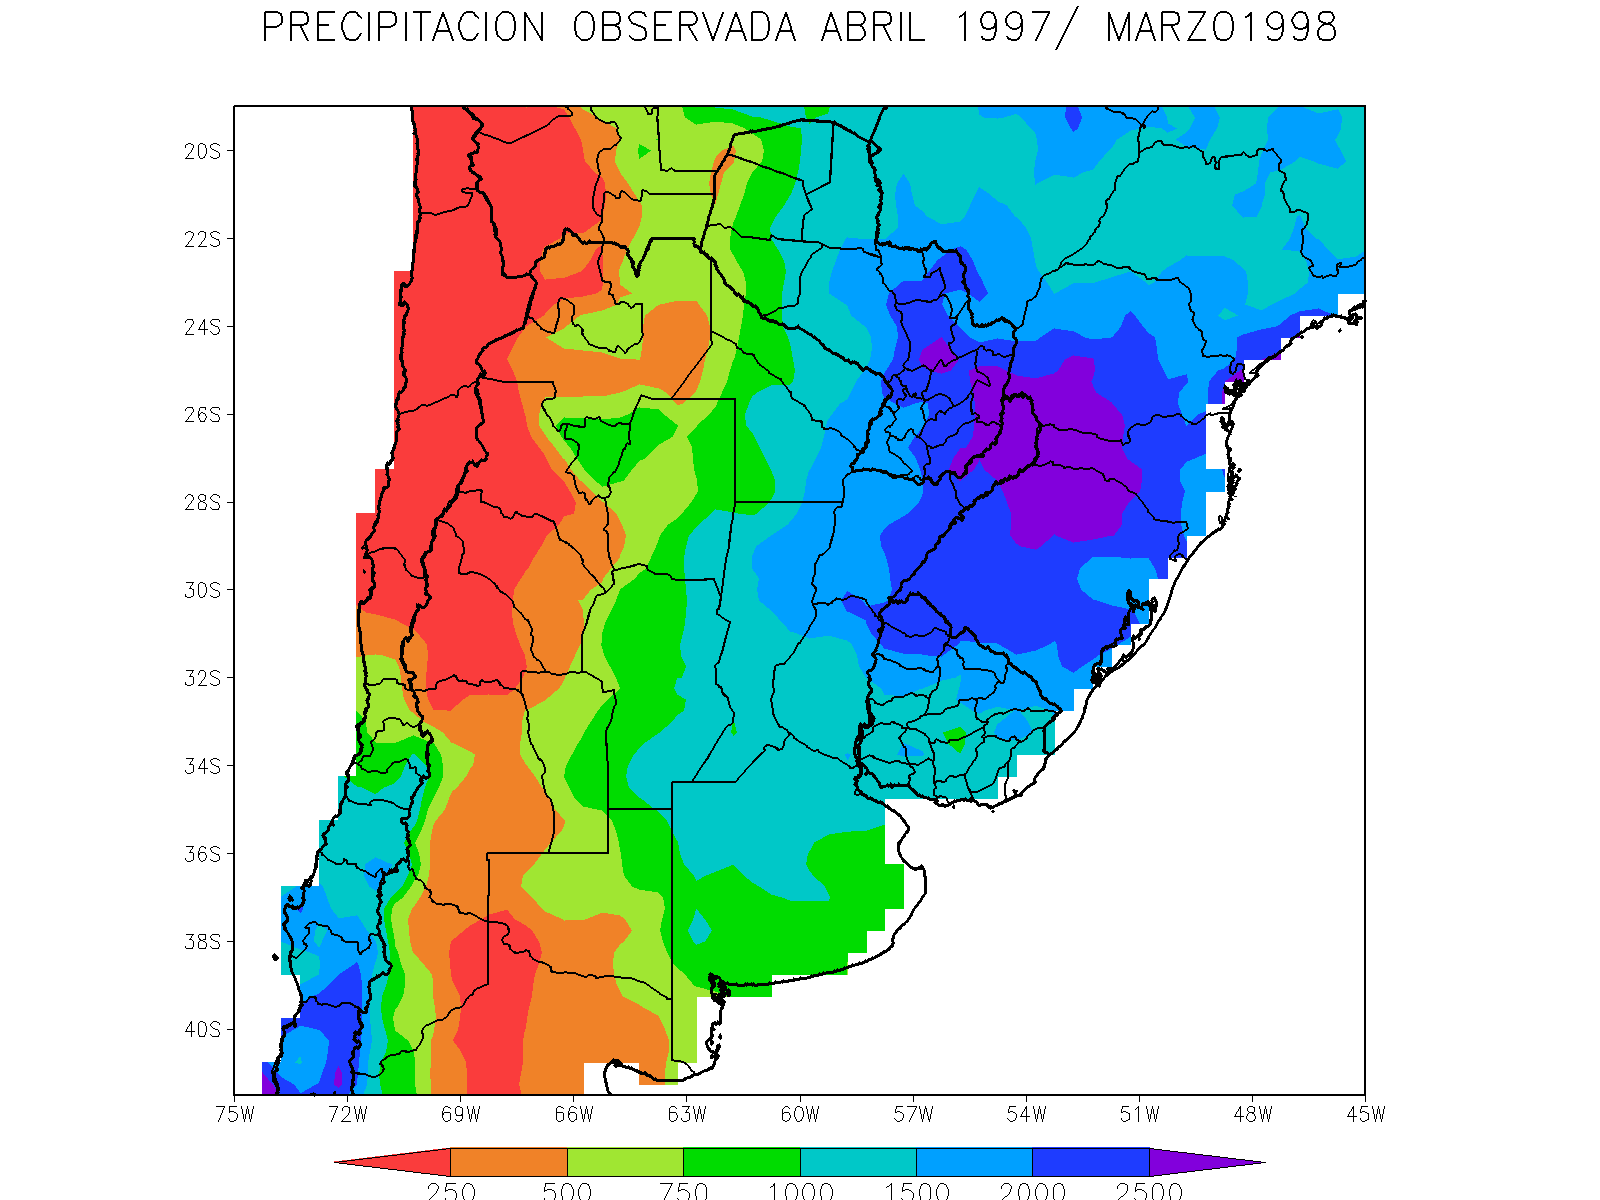 PRECIPITACION OBSERVADA ABRIL 1997/ MARZO1998
20S
22S
24S
26S
28S
30S
32S
34S
36S
38S
40S
75W 72W 69W 66W 63W 60W 57W 54W 51W 48W 45W
250 500 750 1000 1500 2000 2500